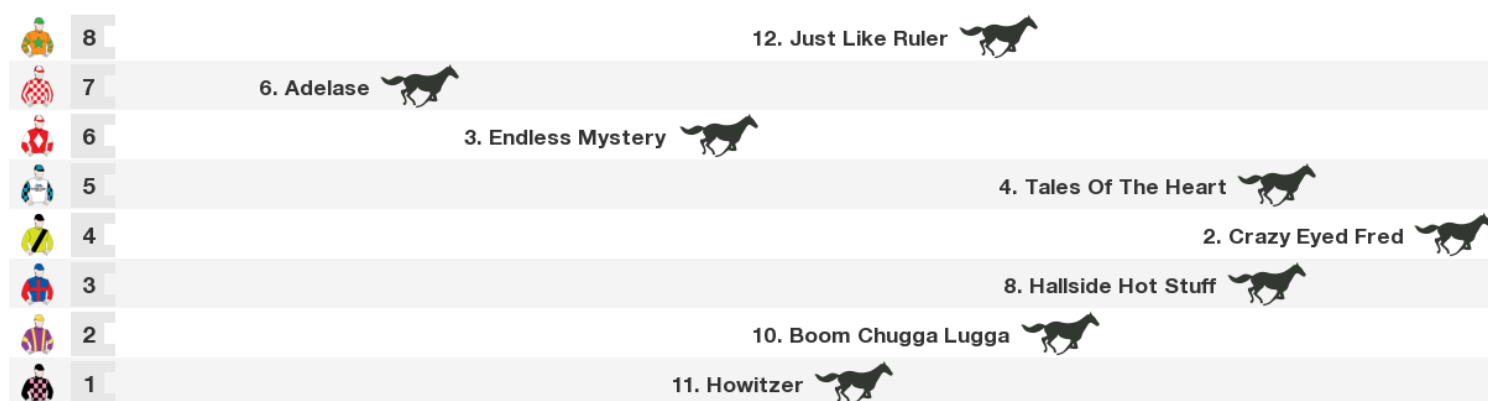 8 12. Just Like Ruler
7 6. Adelase
6 3. Endless Mystery
5 4. Tales Of The Heart
4 2. Crazy Eyed Fred
3 8. Hallside Hot Stuff
2 10. Boom Chugga Lugga
1 11. Howitzer